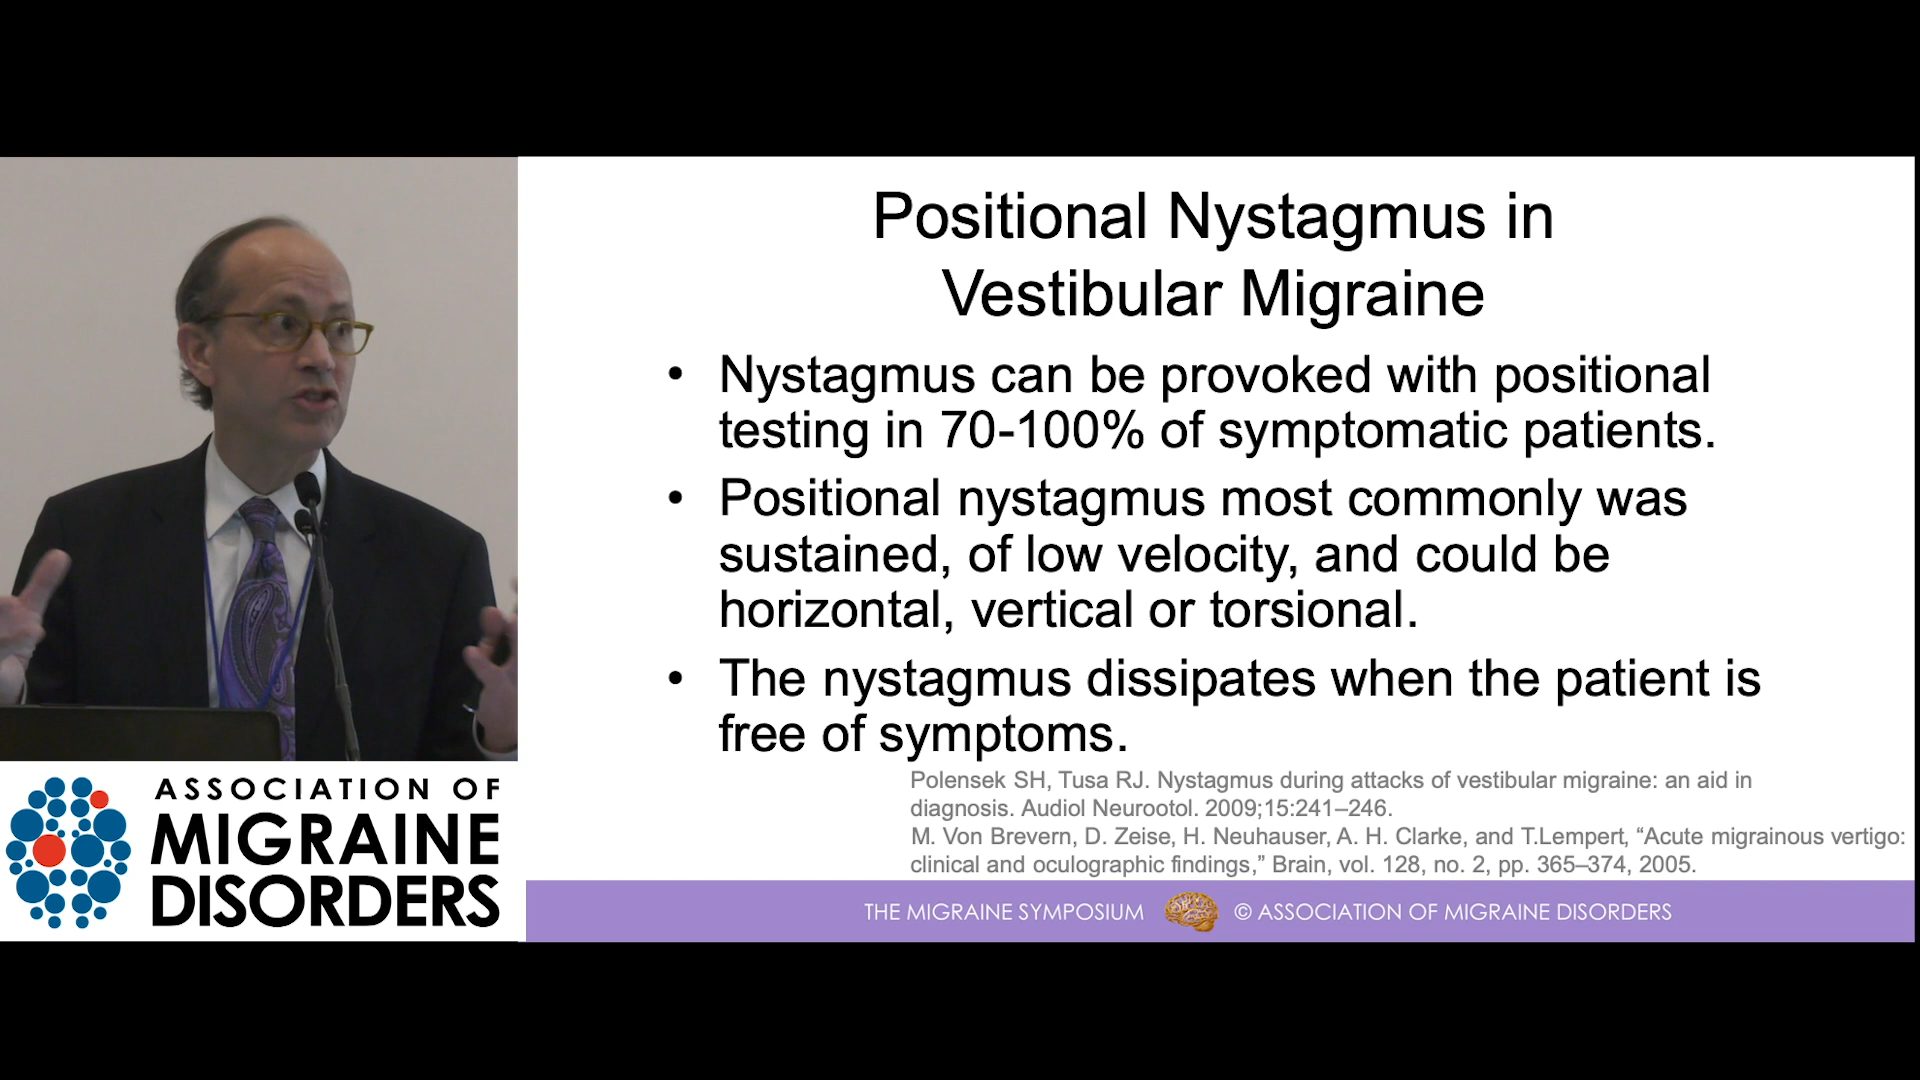 Positional Nystagmus in
Vestibular Migraine
• Nystagmus can be provoked with positional
testing in 70-100% of symptomatic patients.
• Positional nystagmus most commonly was
sustained, of low velocity, and could be
horizontal, vertical or torsional.
• The nystagmus dissipates when the patient is
free of symptoms.
Polensek SH, Tusa RJ. Nystagmus during attacks of vestibular migraine: an aid in
diagnosis. Audiol Neurootol. 2009;15:241–246.
M. Von Brevern, D. Zeise, H. Neuhauser, A. H. Clarke, and T.Lempert, “Acute migrainous vertigo:
clinical and oculographic findings,” Brain, vol. 128, no. 2, pp. 365–374, 2005.
ASSOCIATION OF
MIGRAINE
DISORDERS
THE MIGRAINE SYMPOSIUM © ASSOCIATION OF MIGRAINE DISORDERS